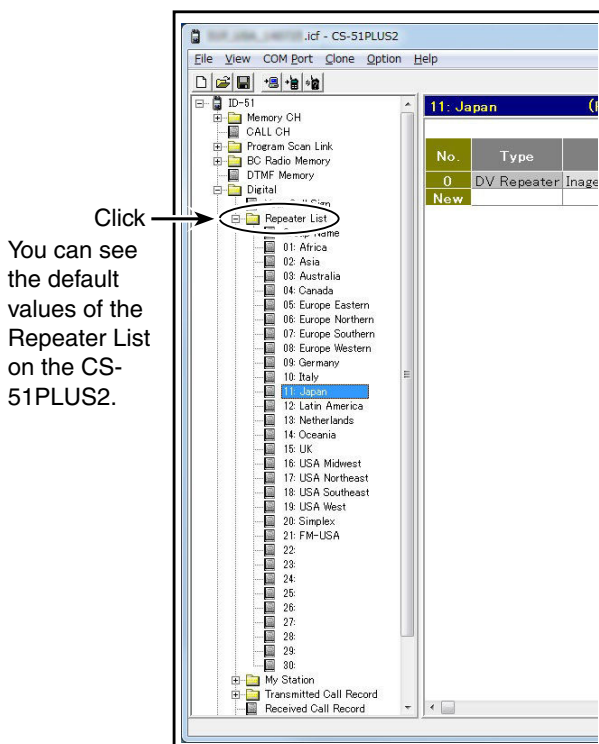 .icf - CS-51PLUS2
File View COM Port Clone Option Help
ID-51
Memory CH
CALL CH
Program Scan Link
BC Radio Memory
DTMF Memory
Digital
Repeater List
01: Africa
02: Asia
03: Australia
04: Canada
05: Europe Eastern
06: Europe Northern
07: Europe Southern
08: Europe Western
09: Germany
10: Italy
11: Japan
12: Latin America
13: Netherlands
14: Oceania
15: UK
16: USA Midwest
17: USA Northeast
18: USA Southeast
19: USA West
20: Simplex
21: FM-USA
22:
23:
24:
25:
26:
27:
28:
29:
30:
My Station
Transmitted Call Record
Received Call Record
11: Japan
No. Type
0 DV Repeater Inage
New
Click
You can see
the default
values of the
Repeater List
on the CS-
51PLUS2.